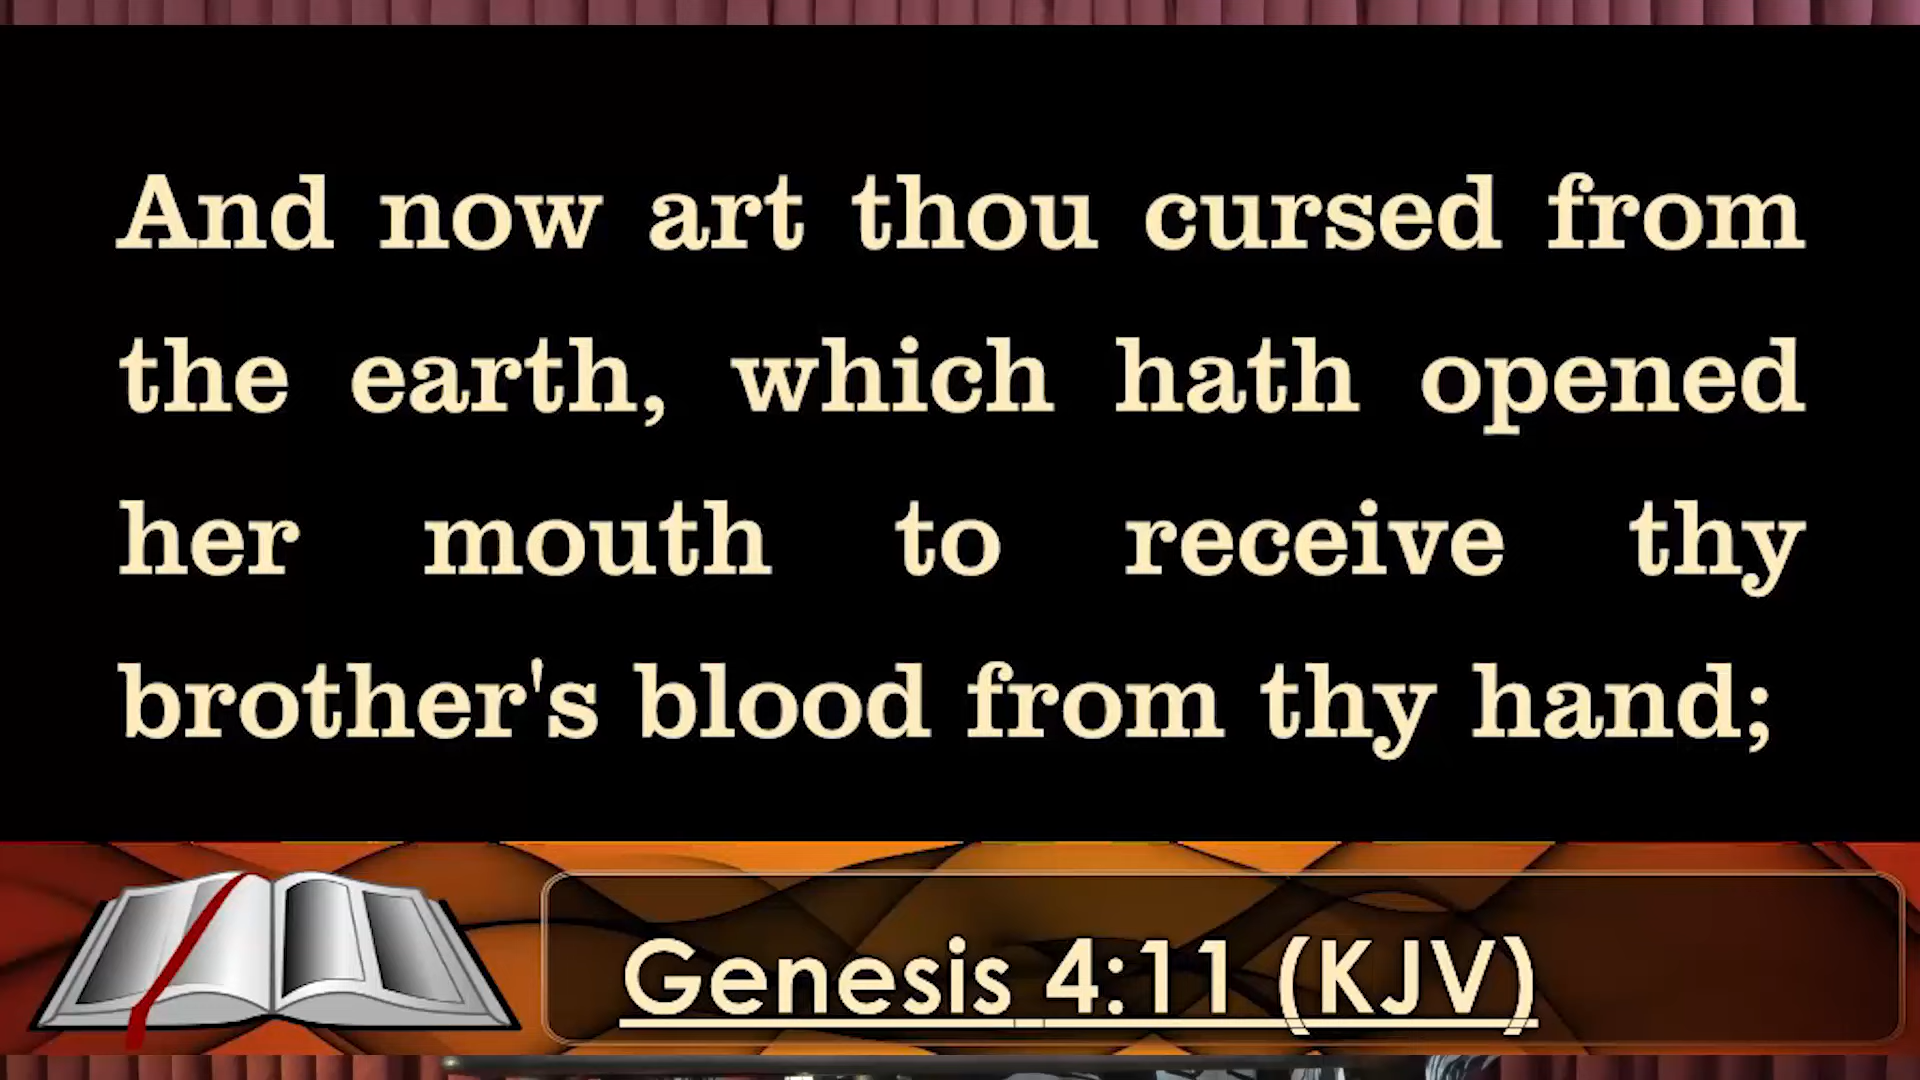 And now art thou cursed from
the earth, which hath opened
her mouth to receive thy
brother's blood from thy hand;
Genesis 4:11 (KJV)